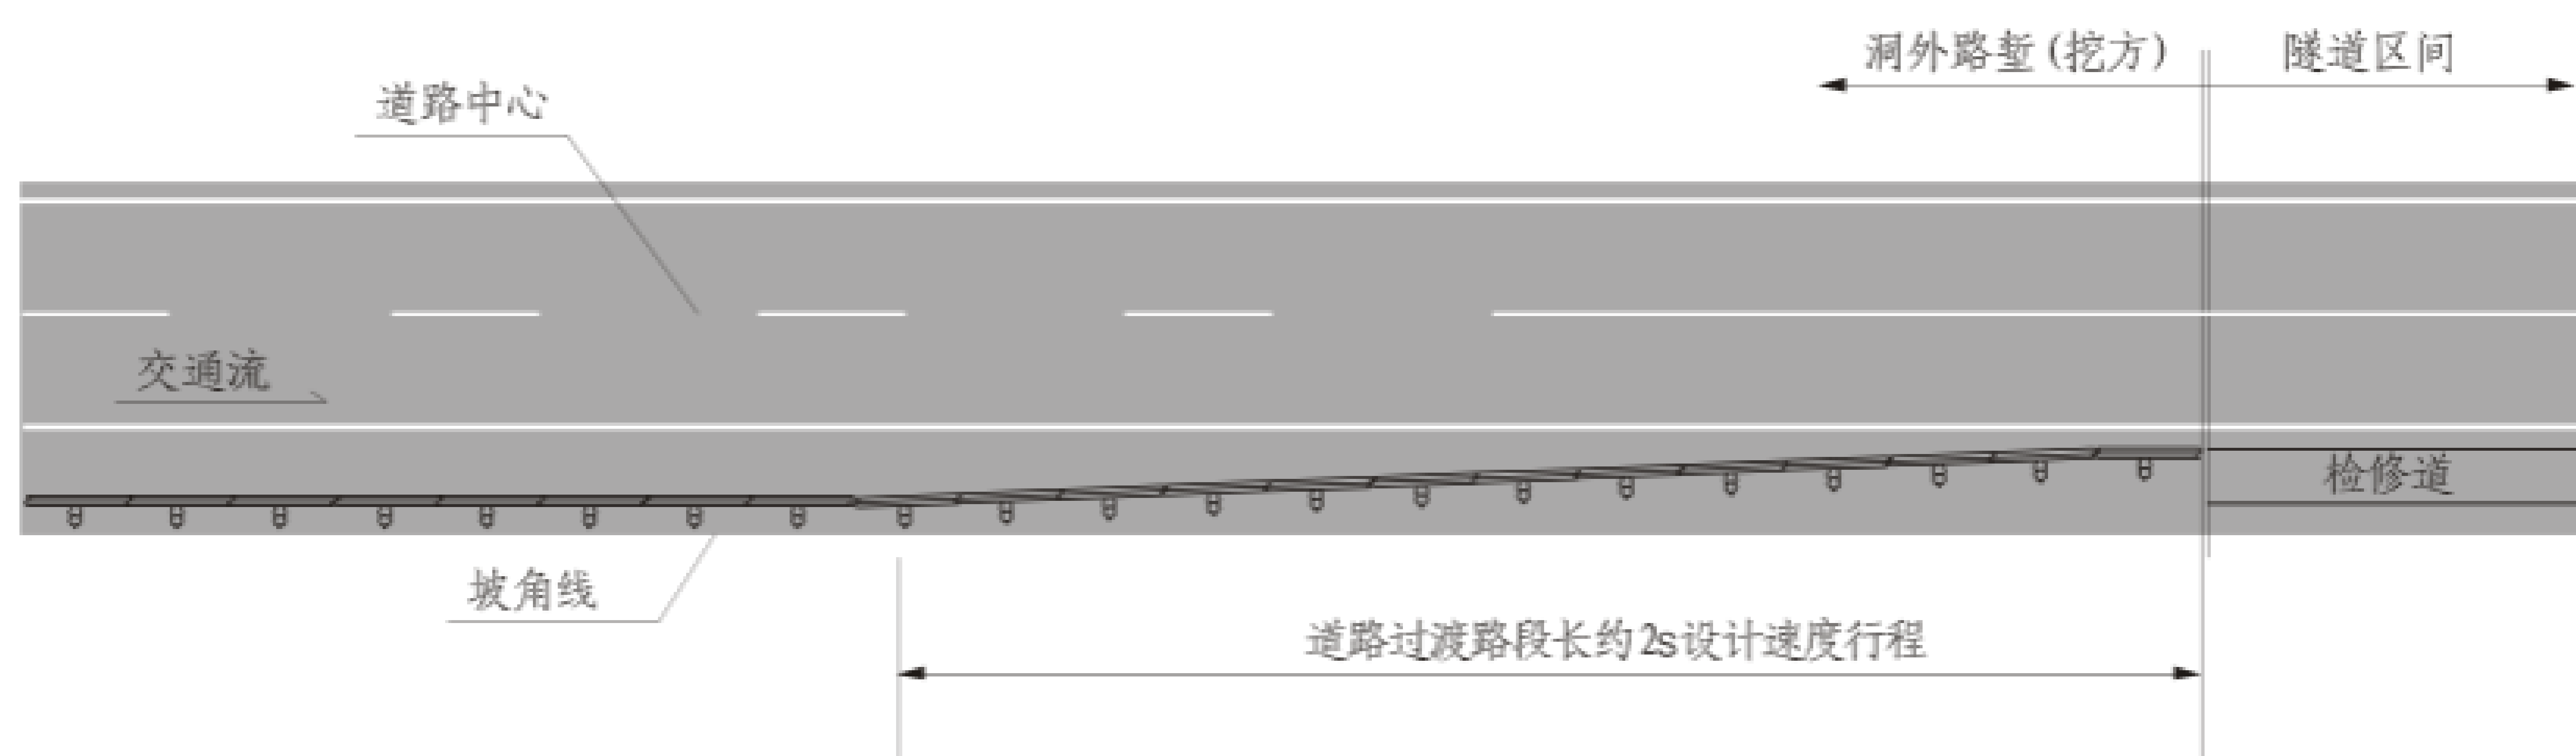 洞外路堑(挖方)
隧道区间
道路中心
交通流
检修道
坡角线
道路过渡路段长约2s设计速度行程